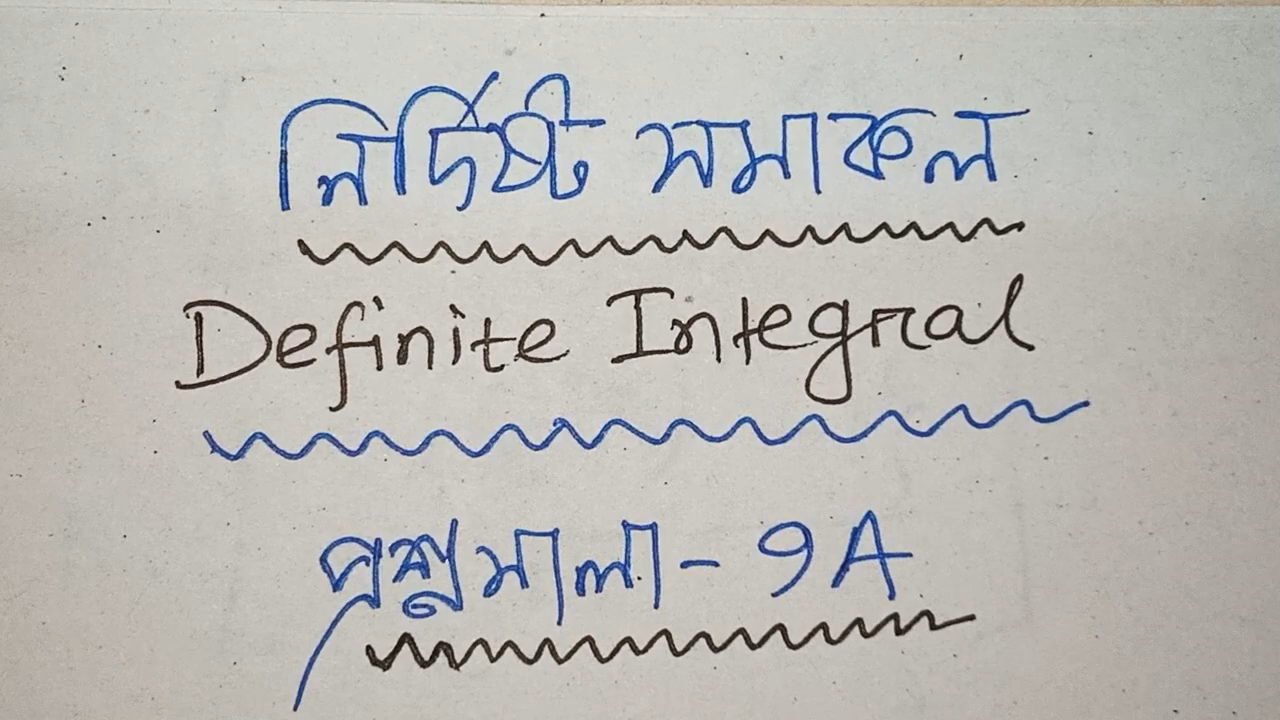 নির্দিষ্ট সমাকল
Definite Integral
প্রশ্নমালা - 9A